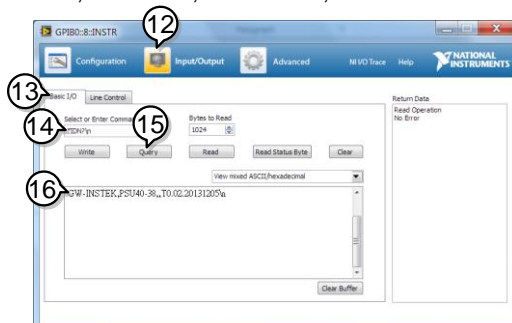 12
GPIB0::8::INSTR
Configuration
Input/Output
Advanced
NI I/O Trace
Help
NATIONAL INSTRUMENTS
13
Basic I/O
Line Control
Return Data
Read Operation
No Error
14
15
Select or Enter Comma
Bytes to Read
*IDN?\n
1024
Write
Query
Read
Read Status Byte
Clear
View mixed ASCII/hexadecimal
16
GW-INSTEK,PSU40-38,,T0.02.20131205\n
Clear Buffer